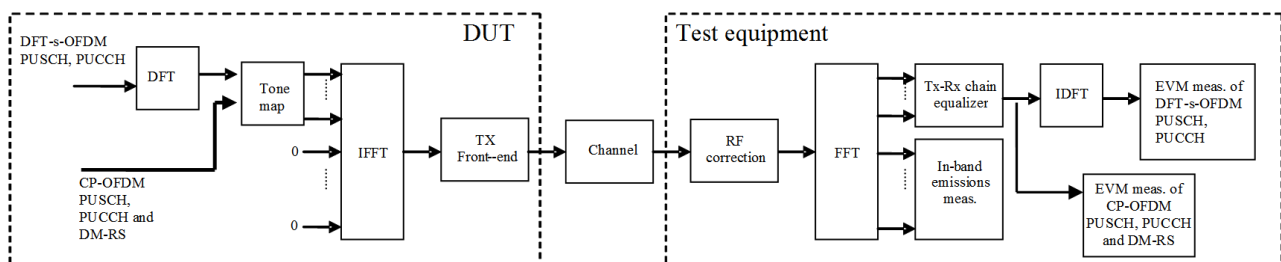 DUT
Test equipment
DFT-s-OFDM
PUSCH, PUCCH
DFT
Tone
map
CP-OFDM
PUSCH,
PUCCH and
DM-RS
0
0
IFFT
TX
Front--end
Channel
RF
correction
FFT
Tx-Rx chain
equalizer
In-band
emissions
meas.
IDFT
EVM meas. of
DFT-s-OFDM
PUSCH,
PUCCH
EVM meas. of
CP-OFDM
PUSCH, PUCCH
and DM-RS